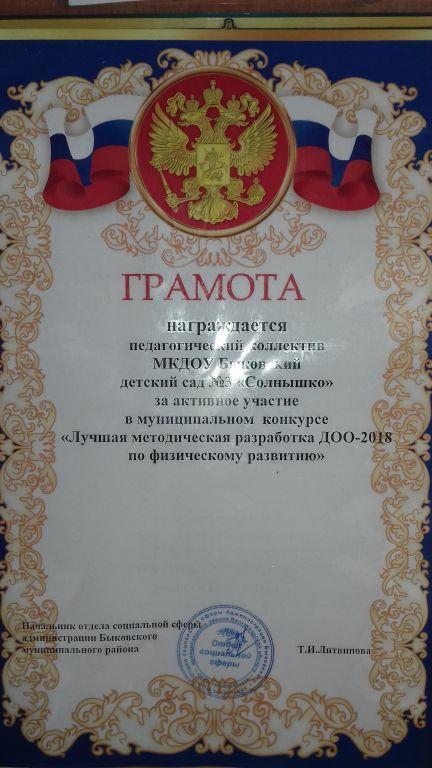 ГРАМОТА
награждается
педагогический коллектив
МКДОУ Быковский
детский сад №3 «Солнышко»
за активное участие
в муниципальном конкурсе
«Лучшая методическая разработка ДОО-2018
по физическому развитию»
Начальник отдела социальной сферы
администрации Быковского
муниципального района
Т.И.Литвинова
Отдел
социальной
сферы